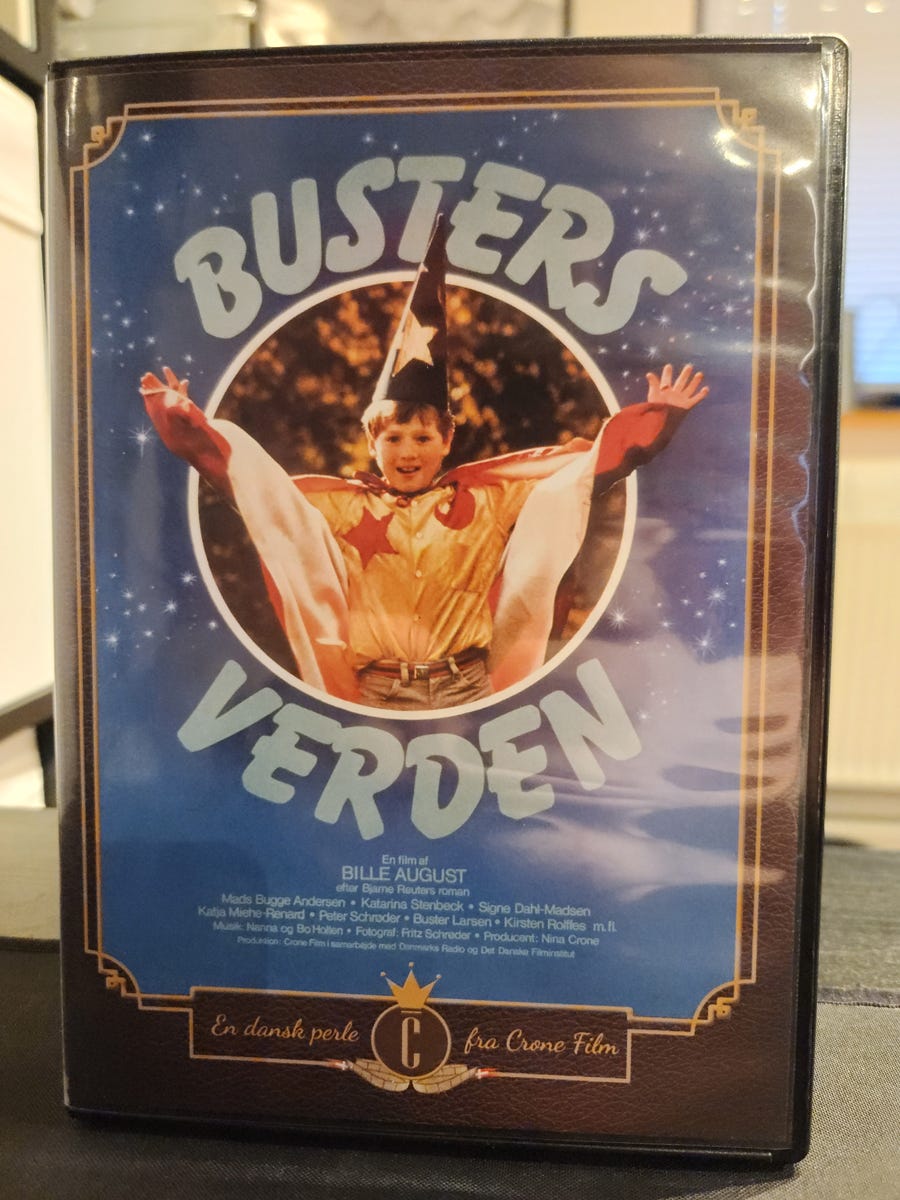 BUSTERS
VERDEN
En film af
BILLE AUGUST
efter Bjarne Reuters roman
Mads Bugge Andersen • Katarina Stenbeck • Signe Dahl-Madsen
Katja Miehe-Renard • Peter Schrøder • Buster Larsen • Kirsten Rolffes m.fl.
Musik: Nanna og Bo Holten • Fotograf: Fritz Schrøder • Producent: Nina Crone
Produktion: Crone Film i samarbejde med Danmarks Radio og Det Danske Filminstitut
En dansk perle C fra Crone Film